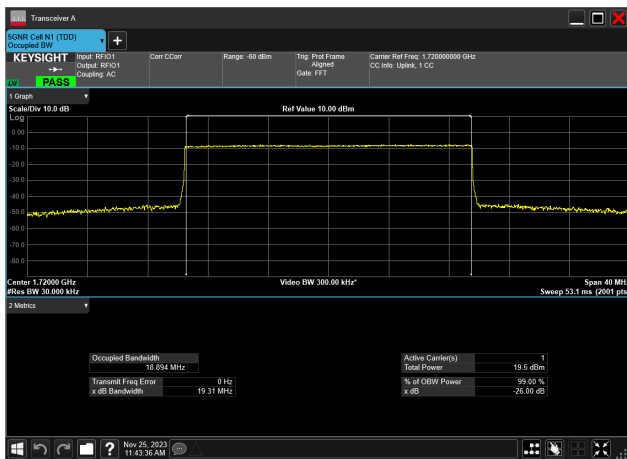 Transceiver A
5GNR Cell N1 (TDD)
Occupied BW
+
KEYSIGHT
LV
PASS
Input: RFIO1
Output: RFIO1
Coupling: AC
Corr CCorr
Range: -60 dBm
Trig: Prot Frame
Aligned
Gate: FFT
Carrier Ref Freq: 1.720000000 GHz
CC Info: Uplink, 1 CC
1 Graph
Scale/Div 10.0 dB
Ref Value 10.00 dBm
Log
0.00
-10.0
-20.0
-30.0
-40.0
-50.0
-60.0
-70.0
-80.0
Center 1.72000 GHz
Video BW 300.00 kHz*
Span 40 MHz
#Res BW 30.000 kHz
Sweep 53.1 ms (2001 pts
2 Metrics
Occupied Bandwidth
18.894 MHz
Transmit Freq Error 0 Hz
x dB Bandwidth 19.31 MHz
Active Carrier(s) 1
Total Power 19.5 dBm
% of OBW Power 99.00 %
x dB -26.00 dB
?
Nov 25, 2023
11:43:36 AM